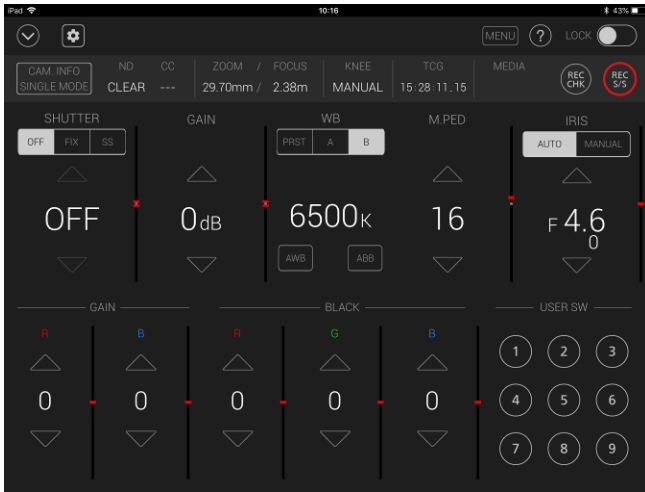 iPad 10:16 43%
MENU ? LOCK
CAM. INFO ND CC ZOOM / FOCUS KNEE TCG MEDIA REC CHK REC S/S
SINGLE MODE CLEAR --- 29.70mm / 2.38m MANUAL 15:28:11.15
SHUTTER GAIN WB M.PED IRIS
OFF FIX SS PRST A B AUTO MANUAL
OFF 0dB 6500K 16 F 4.6
0
AWB ABB
GAIN BLACK USER SW
R B R G B
1 2 3
0 0 0 0 0 4 5 6
7 8 9